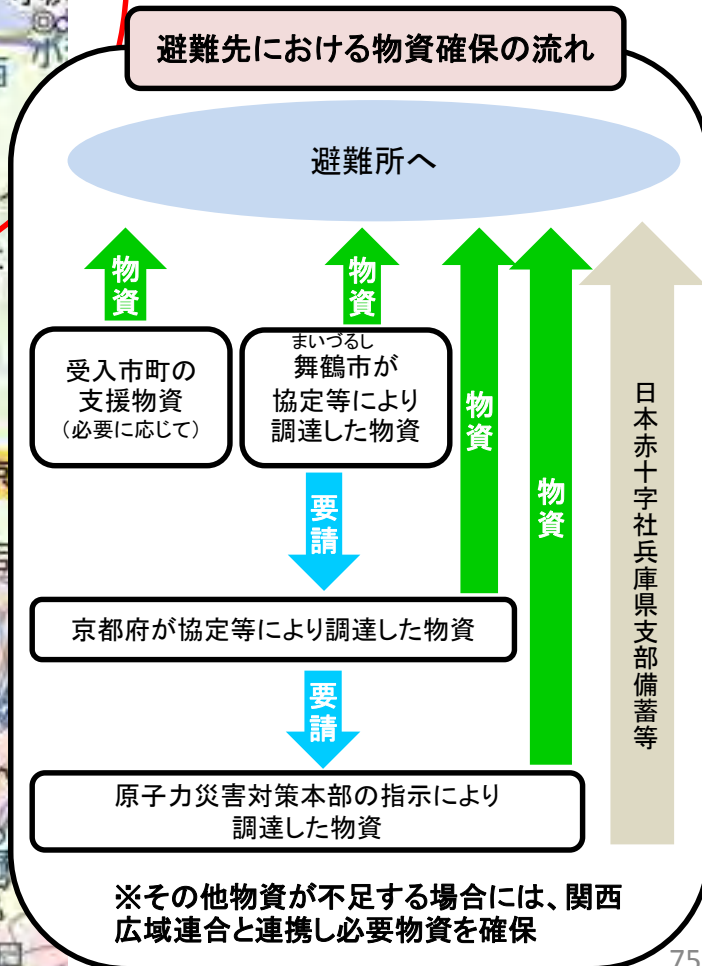 避難先における物資確保の流れ
避難所へ
物資
物資
物資
物資
受入市町の
支援物資
（必要に応じて）
まいづるし
舞鶴市が
協定等により
調達した物資
日本赤十字社兵庫県支部備蓄等
要請
京都府が協定等により調達した物資
要請
原子力災害対策本部の指示により
調達した物資
※その他物資が不足する場合には、関西
広域連合と連携し必要物資を確保
75